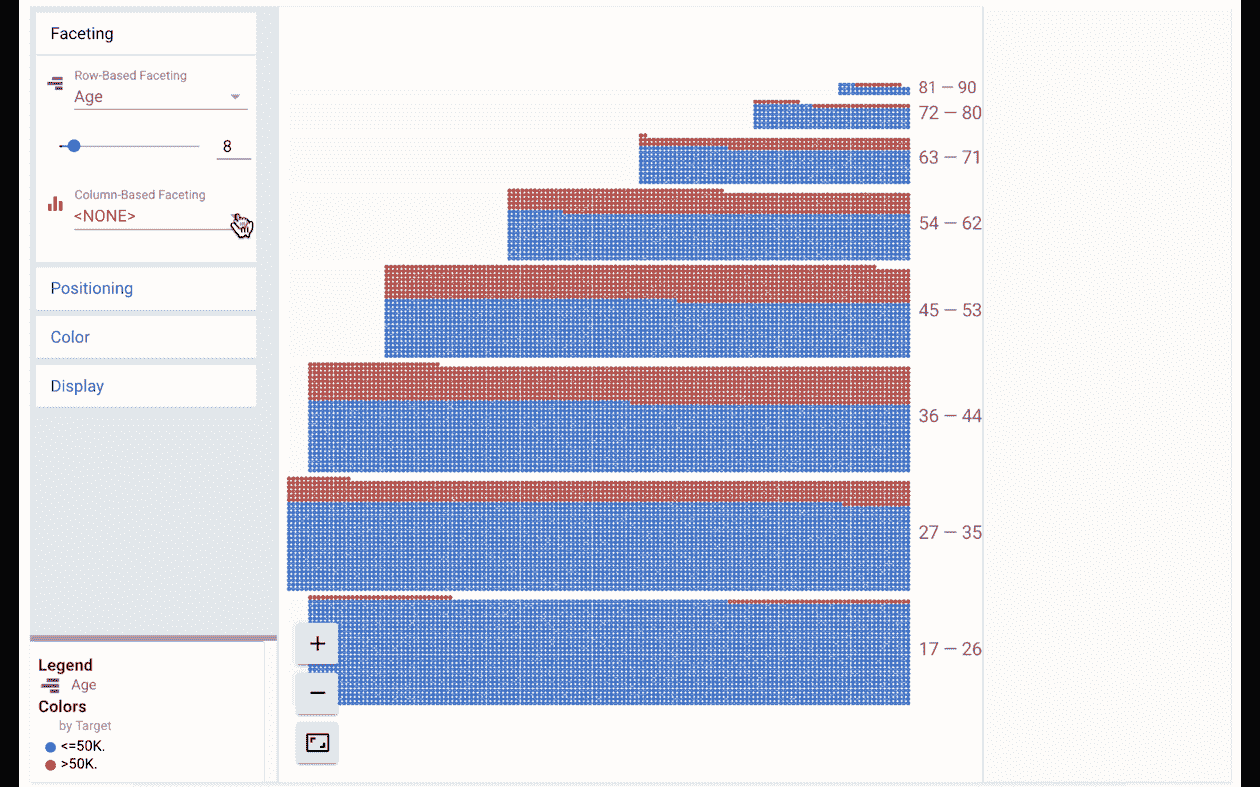 Faceting
Row-Based Faceting
Age
8
Column-Based Faceting
<NONE>
Positioning
Color
Display
81 — 90
72 — 80
63 — 71
54 — 62
45 — 53
36 — 44
27 — 35
17 — 26
+
−
Legend
Age
Colors
by Target
<=50K.
>50K.